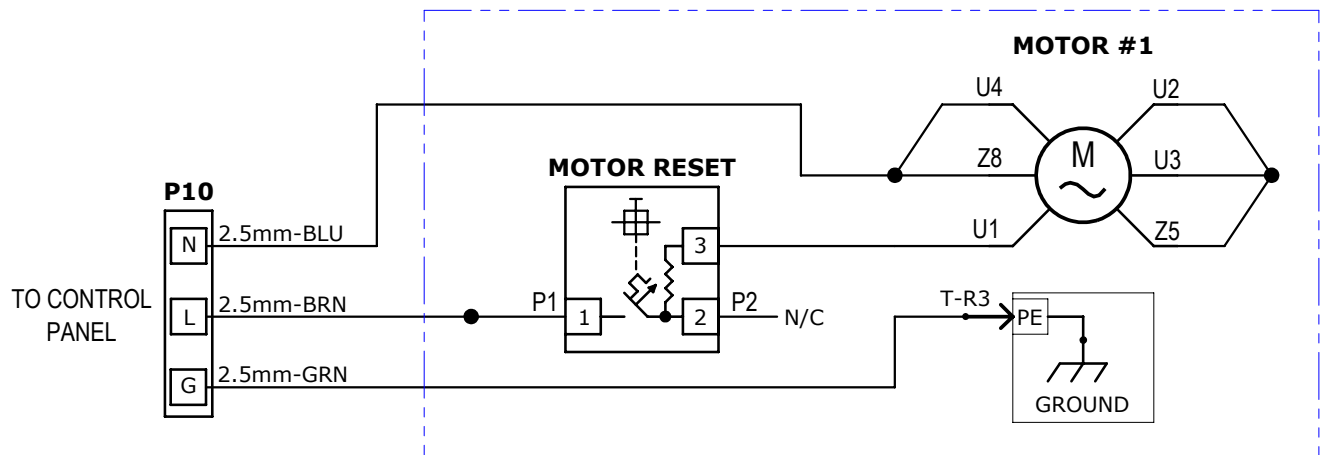 MOTOR #1
U4
U2
Z8
M
U3
U1
Z5
MOTOR RESET
3
P1
1
2
P2
N/C
P10
N
2.5mm-BLU
TO CONTROL
PANEL
L
2.5mm-BRN
G
2.5mm-GRN
T-R3
PE
GROUND